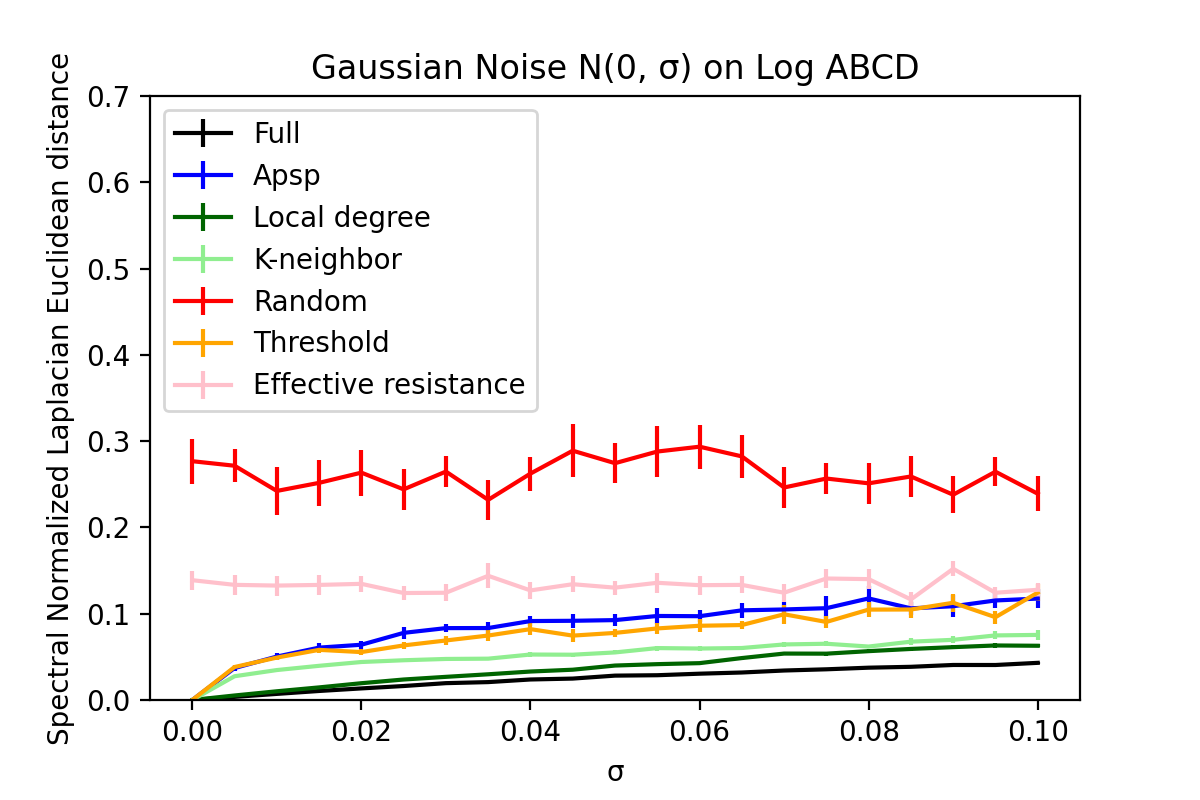 Gaussian Noise N(0, σ) on Log ABCD
Spectral Normalized Laplacian Euclidean distance
0.7
0.6
0.5
0.4
0.3
0.2
0.1
0.0
Full
Apsp
Local degree
K-neighbor
Random
Threshold
Effective resistance
0.00 0.02 0.04 0.06 0.08 0.10
σ